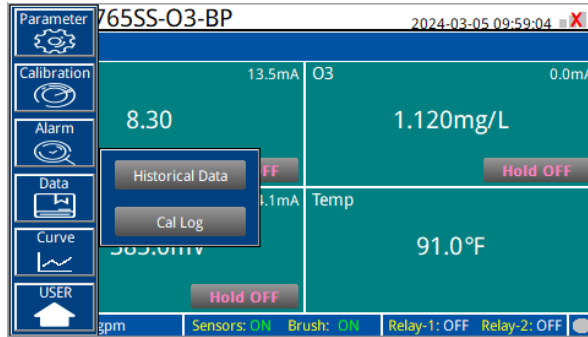 Parameter
765SS-O3-BP
2024-03-05 09:59:04
X
Calibration
13.5mA
O3
0.0mA
Alarm
8.30
1.120mg/L
Historical Data
FF
Hold OFF
Data
4.1mA
Temp
Cal Log
Curve
91.0°F
USER
Hold OFF
gpm
Sensors: ON
Brush: ON
Relay-1: OFF
Relay-2: OFF